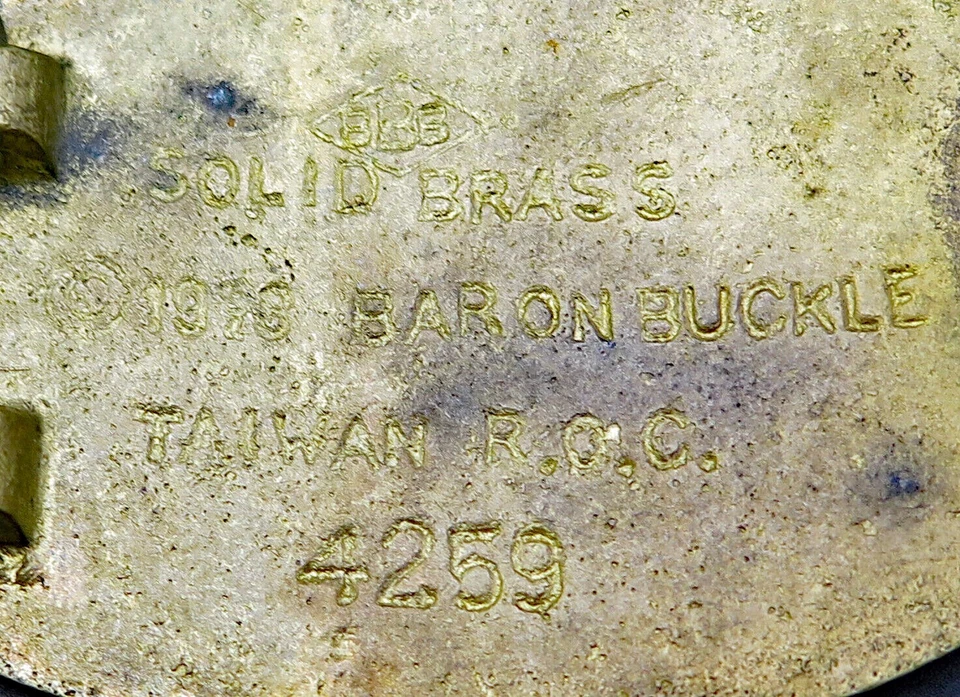 BBB
SOLID BRASS
© 1978 BARON BUCKLE
TAIWAN R.O.C.
4259